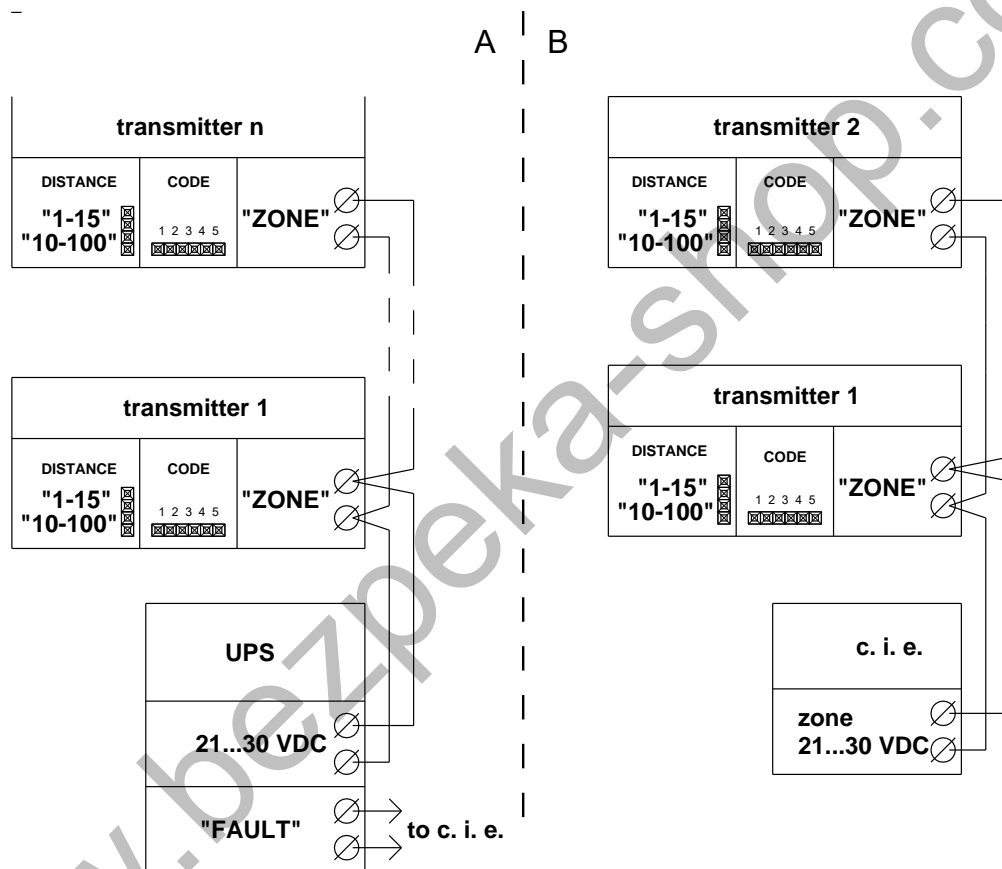 A
B
transmitter n
DISTANCE
CODE
"1-15"
"10-100"
1 2 3 4 5
"ZONE"
transmitter 1
DISTANCE
CODE
"1-15"
"10-100"
1 2 3 4 5
"ZONE"
UPS
21...30 VDC
"FAULT"
to c. i. e.
transmitter 2
DISTANCE
CODE
"1-15"
"10-100"
1 2 3 4 5
"ZONE"
transmitter 1
DISTANCE
CODE
"1-15"
"10-100"
1 2 3 4 5
"ZONE"
c. i. e.
zone
21...30 VDC
w.bezpeka-shop.co